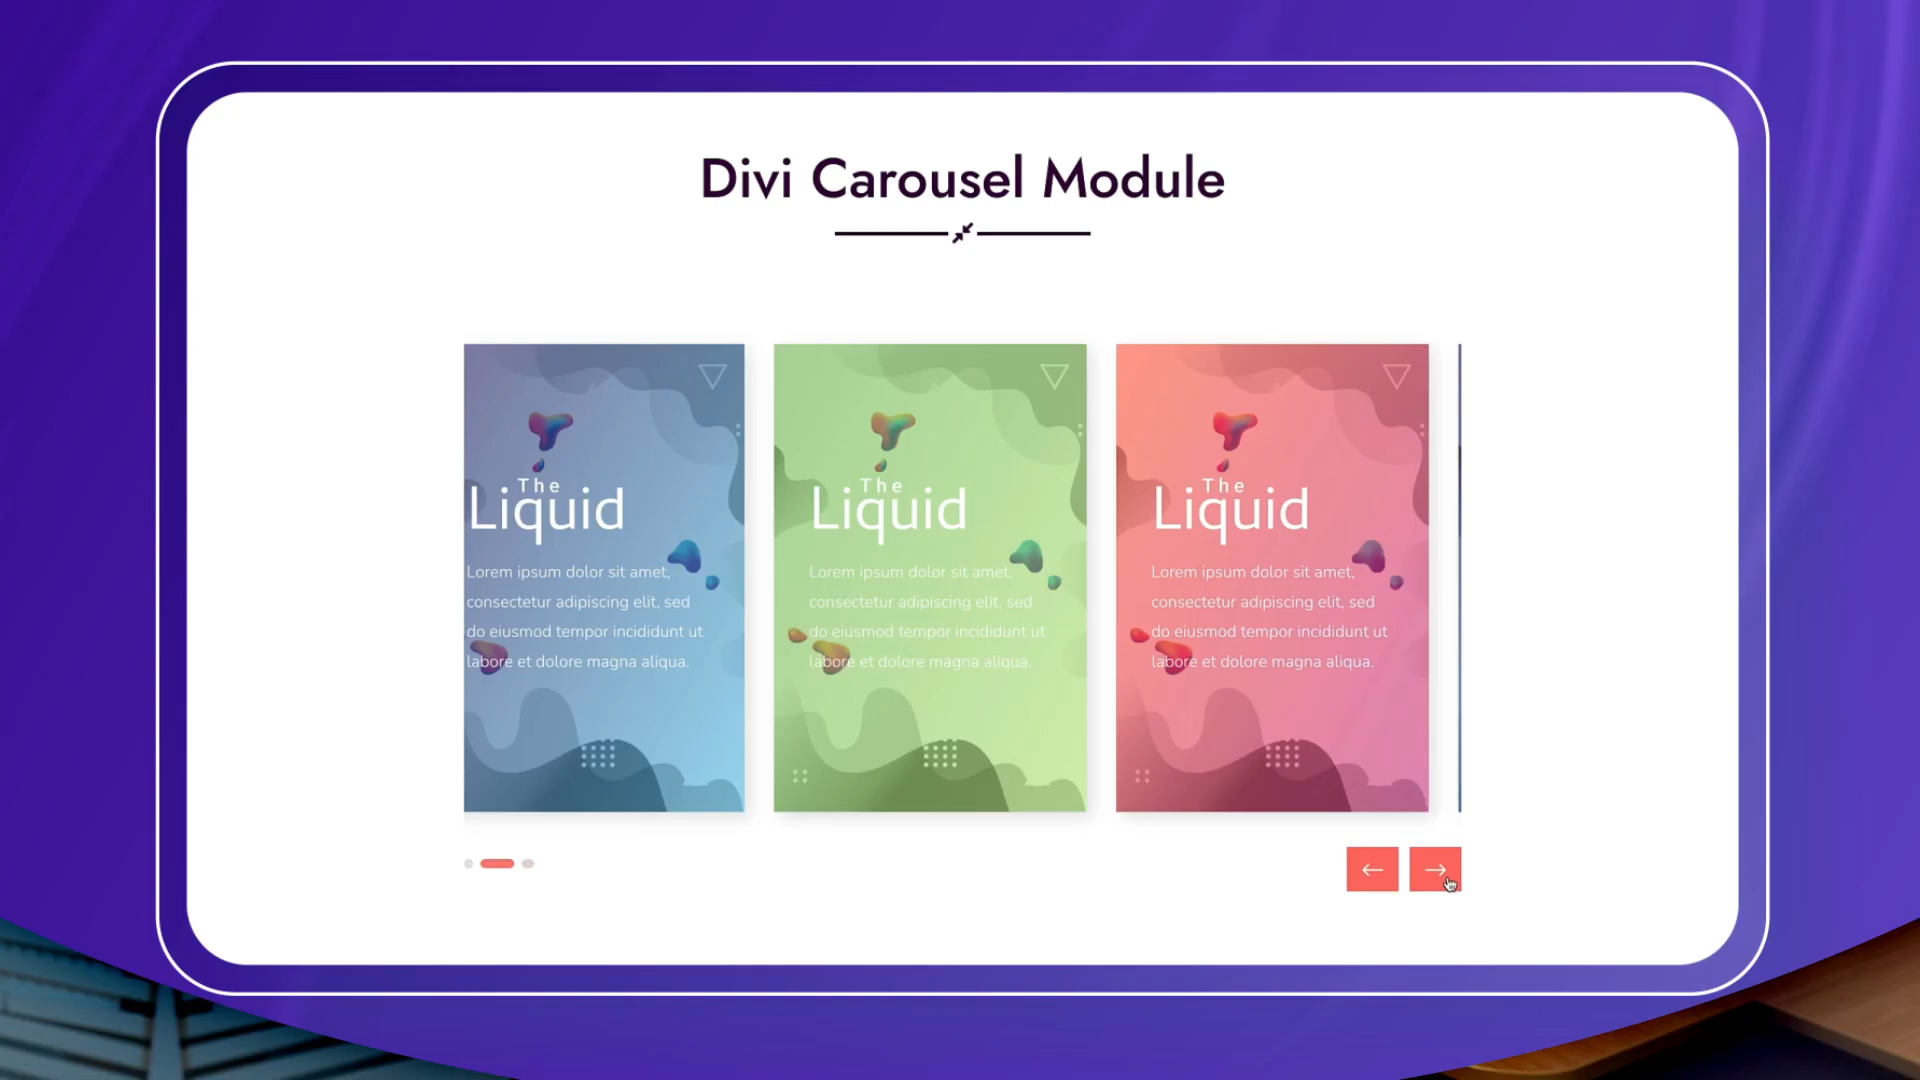 Divi Carousel Module
The
Liquid
Lorem ipsum dolor sit amet,
consectetur adipiscing elit, sed
do eiusmod tempor incididunt ut
labore et dolore magna aliqua.
The
Liquid
Lorem ipsum dolor sit amet,
consectetur adipiscing elit, sed
do eiusmod tempor incididunt ut
labore et dolore magna aliqua.
The
Liquid
Lorem ipsum dolor sit amet,
consectetur adipiscing elit, sed
do eiusmod tempor incididunt ut
labore et dolore magna aliqua.